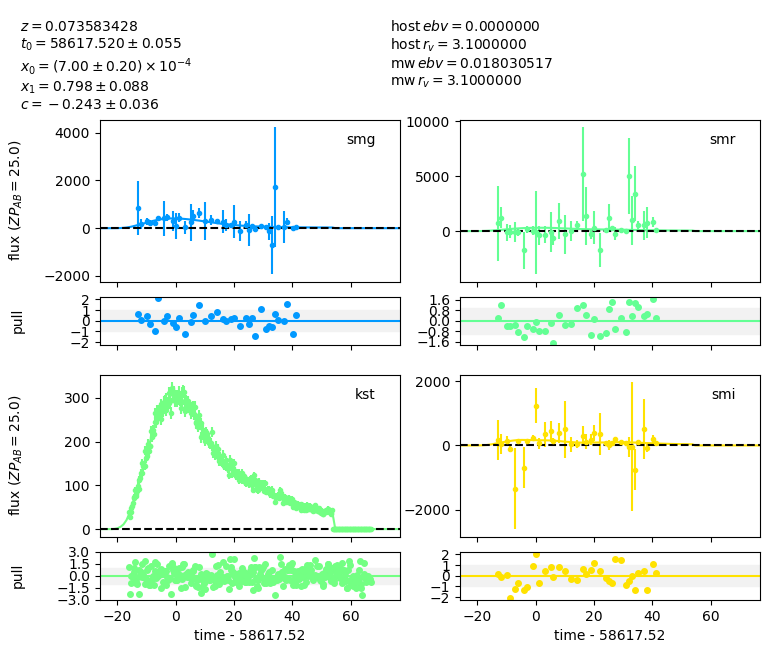 z = 0.073583428
t₀ = 58617.520 ± 0.055
x₀ = (7.00 ± 0.20) × 10⁻⁴
x₁ = 0.798 ± 0.088
c = −0.243 ± 0.036
host ebv = 0.0000000
host r_v = 3.1000000
mw ebv = 0.018030517
mw r_v = 3.1000000
smg
4000
2000
0
−2000
flux (ZP_AB = 25.0)
smr
10000
5000
0
2
1
0
−1
−2
pull
1.6
0.8
0.0
−0.8
−1.6
kst
300
200
100
0
flux (ZP_AB = 25.0)
smi
2000
0
−2000
3.0
1.5
0.0
−1.5
−3.0
pull
−20 0 20 40 60
time - 58617.52
2
1
0
−1
−2
−20 0 20 40 60
time - 58617.52